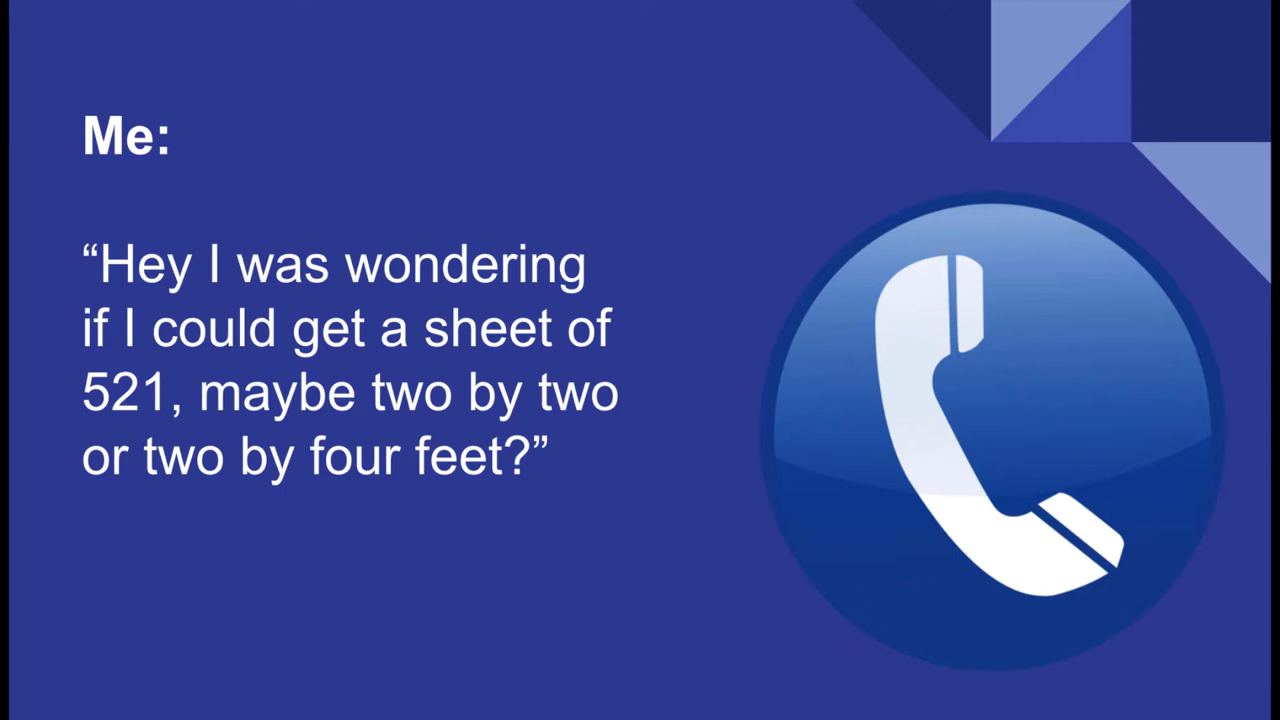 Me:
“Hey I was wondering
if I could get a sheet of
521, maybe two by two
or two by four feet?”